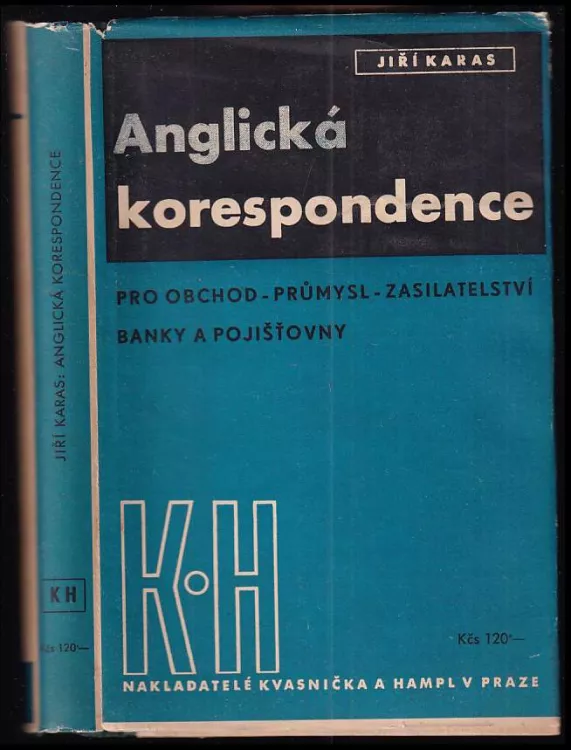 JIŘÍ KARAS
Anglická
korespondence
PRO OBCHOD - PRŮMYSL - ZASILATELSTVÍ
BANKY A POJIŠŤOVNY
K·H
Kčs 120·—
NAKLADATELÉ KVASNIČKA A HAMPL V PRAZE
JIŘÍ KARAS: ANGLICKÁ KORESPONDENCE
KH
Kčs 120·—